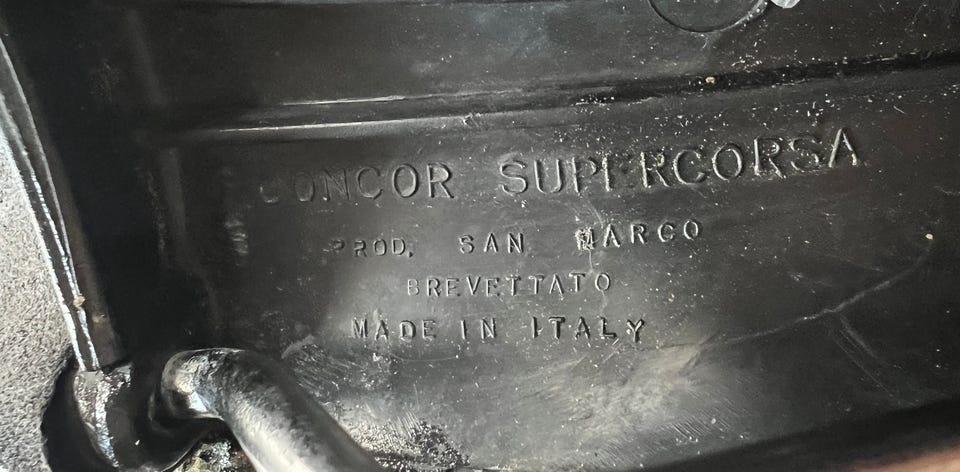 CONCOR SUPERCORSA
PROD. SAN MARCO
BREVETTATO
MADE IN ITALY